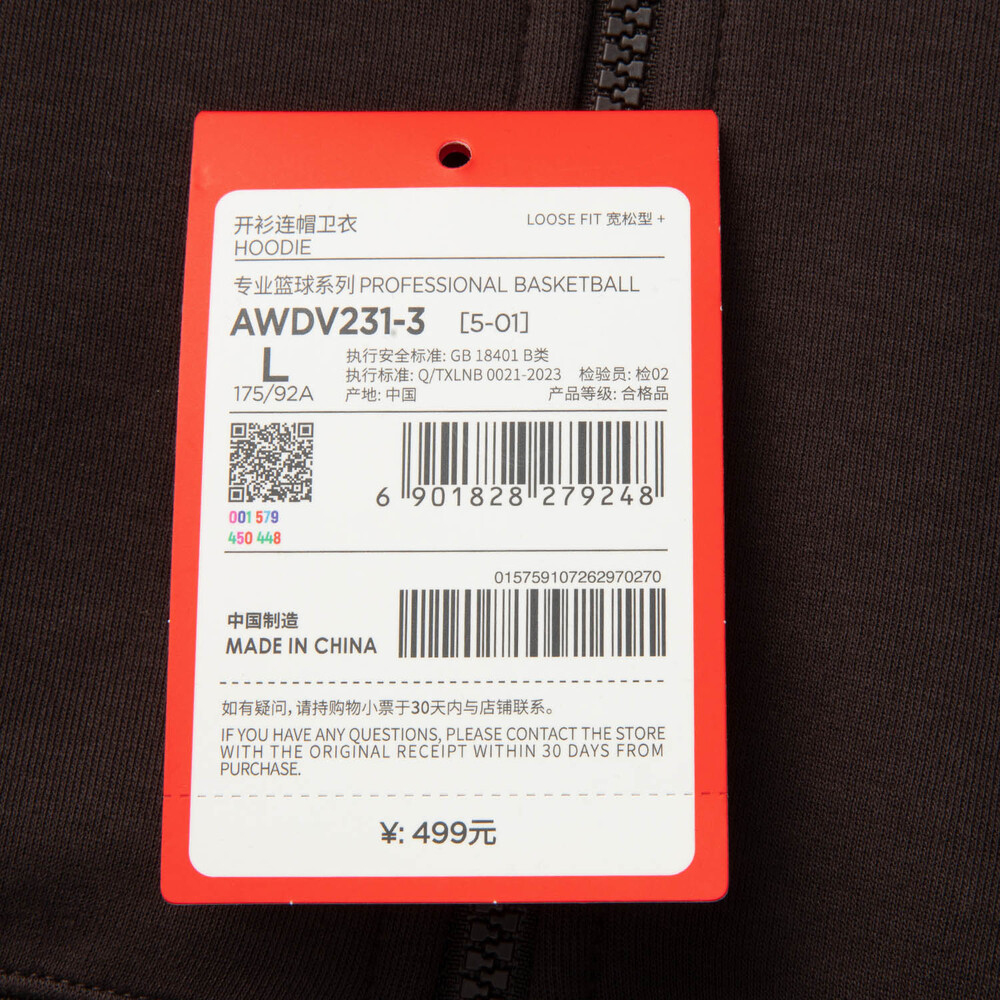 开衫连帽卫衣
LOOSE FIT 宽松型 +
HOODIE
专业篮球系列 PROFESSIONAL BASKETBALL
AWDV231-3 [5-01]
L
175/92A
执行安全标准: GB 18401 B类
执行标准: Q/TXLNB 0021-2023 检验员: 检02
产地: 中国 产品等级: 合格品
6 901828 279248
001 579
450 448
015759107262970270
中国制造
MADE IN CHINA
如有疑问，请持购物小票于30天内与店铺联系。
IF YOU HAVE ANY QUESTIONS, PLEASE CONTACT THE STORE
WITH THE ORIGINAL RECEIPT WITHIN 30 DAYS FROM
PURCHASE.
¥: 499元